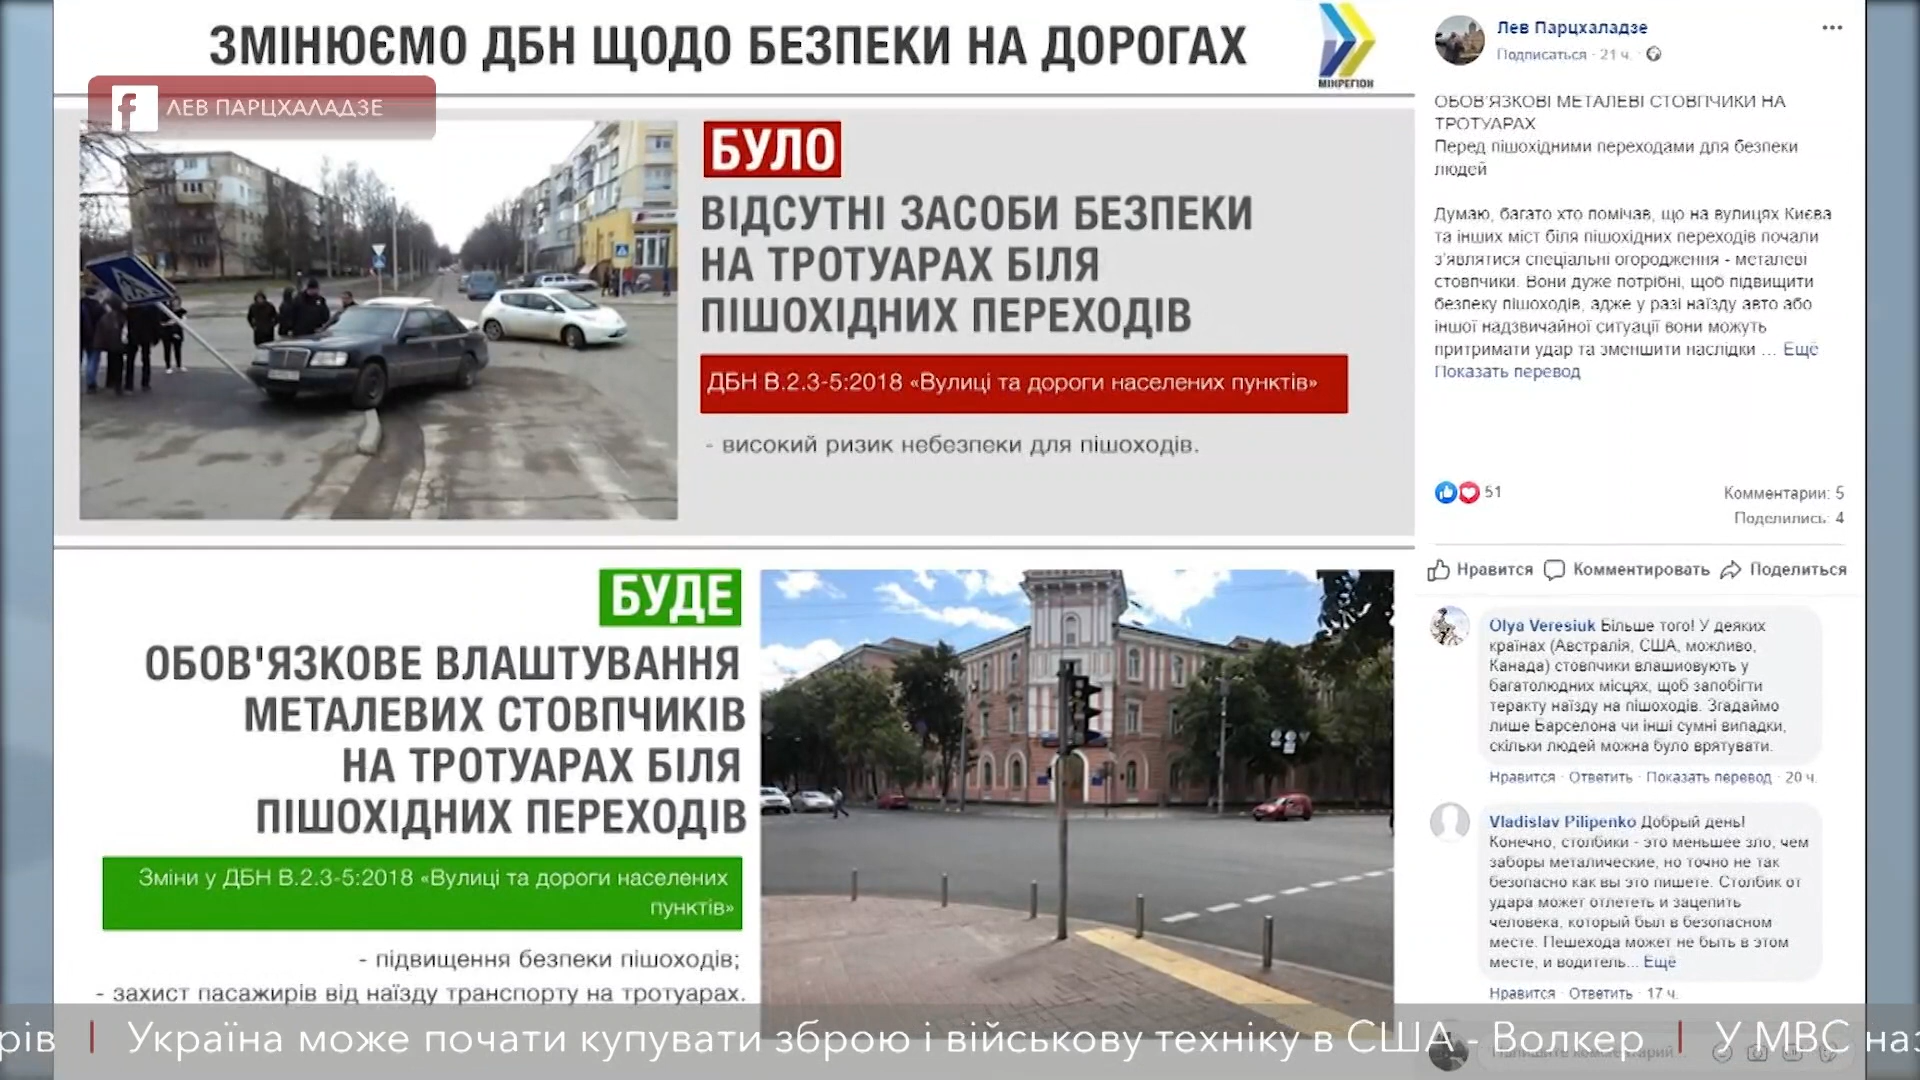 ЗМІНЮЄМО ДБН ЩОДО БЕЗПЕКИ НА ДОРОГАХ
МІНРЕГІОН
ЛЕВ ПАРЦХАЛАДЗЕ
БУЛО
ВІДСУТНІ ЗАСОБИ БЕЗПЕКИ
НА ТРОТУАРАХ БІЛЯ
ПІШОХІДНИХ ПЕРЕХОДІВ
ДБН В.2.3-5:2018 «Вулиці та дороги населених пунктів»
- високий ризик небезпеки для пішоходів.
БУДЕ
ОБОВ'ЯЗКОВЕ ВЛАШТУВАННЯ
МЕТАЛЕВИХ СТОВПЧИКІВ
НА ТРОТУАРАХ БІЛЯ
ПІШОХІДНИХ ПЕРЕХОДІВ
Зміни у ДБН В.2.3-5:2018 «Вулиці та дороги населених
пунктів»
- підвищення безпеки пішоходів;
- захист пасажирів від наїзду транспорту на тротуарах.
Лев Парцхаладзе
Подписаться · 21 ч. ·
ОБОВ'ЯЗКОВІ МЕТАЛЕВІ СТОВПЧИКИ НА
ТРОТУАРАХ
Перед пішохідними переходами для безпеки
людей
Думаю, багато хто помічав, що на вулицях Києва
та інших міст біля пішохідних переходів почали
з'являтися спеціальні огородження - металеві
стовпчики. Вони дуже потрібні, щоб підвищити
безпеку пішоходів, адже у разі наїзду авто або
іншої надзвичайної ситуації вони можуть
притримати удар та зменшити наслідки ... Ещё
Показать перевод
51
Комментарии: 5
Поделились: 4
Нравится Комментировать Поделиться
Olya Veresiuk Більше того! У деяких
країнах (Австралія, США, можливо,
Канада) стовпчики влашиовують у
багатолюдних місцях, щоб запобігти
теракту наїзду на пішоходів. Згадаймо
лише Барселона чи інші сумні випадки,
скільки людей можна було врятувати.
Нравится · Ответить · Показать перевод · 20 ч.
Vladislav Pilipenko Добрый день!
Конечно, столбики - это меньшее зло, чем
заборы металические, но точно не так
безопасно как вы это пишете. Столбик от
удара может отлететь и зацепить
человека, который был в безопасном
месте. Пешехода может не быть в этом
месте, и водитель... Ещё
Нравится · Ответить · 17 ч.
Напишите комментарий...
рів | Україна може почати купувати зброю і військову техніку в США - Волкер | У МВС наз